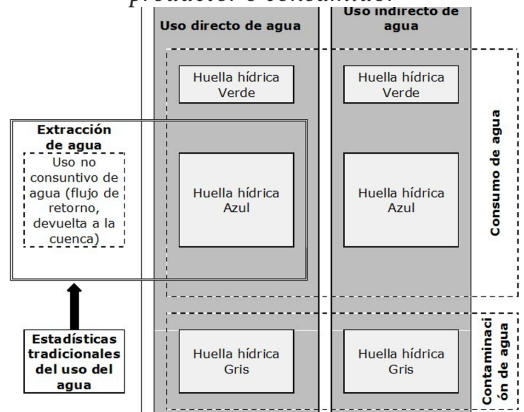 productor o consumidor
Uso directo de agua
Uso indirecto de
agua
Huella hídrica
Verde
Huella hídrica
Verde
Extracción
de agua
Uso no
consuntivo de
agua (flujo de
retorno,
devuelta a la
cuenca)
Huella hídrica
Azul
Huella hídrica
Azul
Consumo de agua
Estadísticas
tradicionales
del uso del
agua
Huella hídrica
Gris
Huella hídrica
Gris
Contaminaci
ón de agua